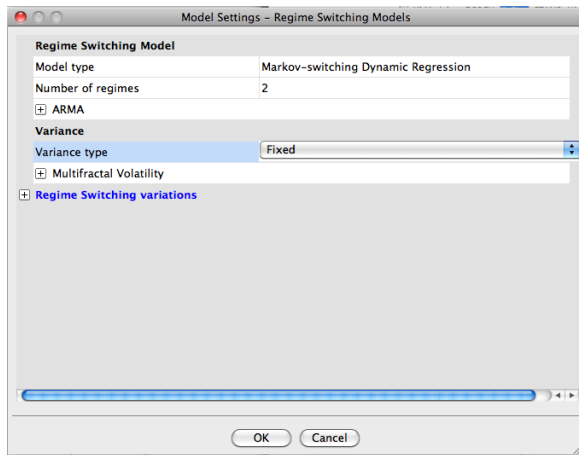 Model Settings - Regime Switching Models
Regime Switching Model
Model type Markov-switching Dynamic Regression
Number of regimes 2
ARMA
Variance
Variance type Fixed
Multifractal Volatility
Regime Switching variations
OK Cancel